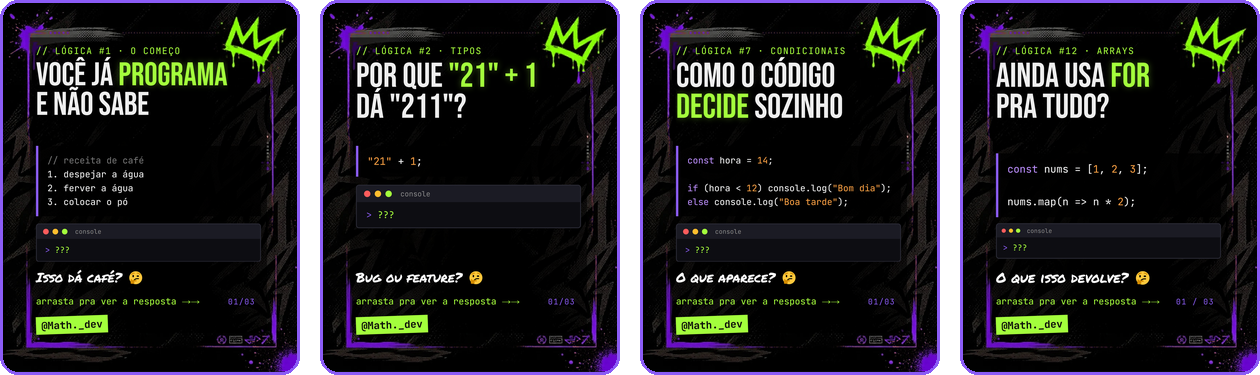 // LÓGICA #1 · O COMEÇO
VOCÊ JÁ PROGRAMA
E NÃO SABE
// receita de café
1. despejar a água
2. ferver a água
3. colocar o pó
console
> ???
Isso dá café? 🤔
arrasta pra ver a resposta →→ 01/03
@Math._dev
// LÓGICA #2 · TIPOS
POR QUE "21" + 1
DÁ "211"?
"21" + 1;
console
> ???
Bug ou feature? 🤔
arrasta pra ver a resposta →→ 01/03
@Math._dev
// LÓGICA #7 · CONDICIONAIS
COMO O CÓDIGO
DECIDE SOZINHO
const hora = 14;
if (hora < 12) console.log("Bom dia");
else console.log("Boa tarde");
console
> ???
O que aparece? 🤔
arrasta pra ver a resposta →→ 01/03
@Math._dev
// LÓGICA #12 · ARRAYS
AINDA USA FOR
PRA TUDO?
const nums = [1, 2, 3];
nums.map(n => n * 2);
console
> ???
O que isso devolve? 🤔
arrasta pra ver a resposta →→ 01 / 03
@Math._dev